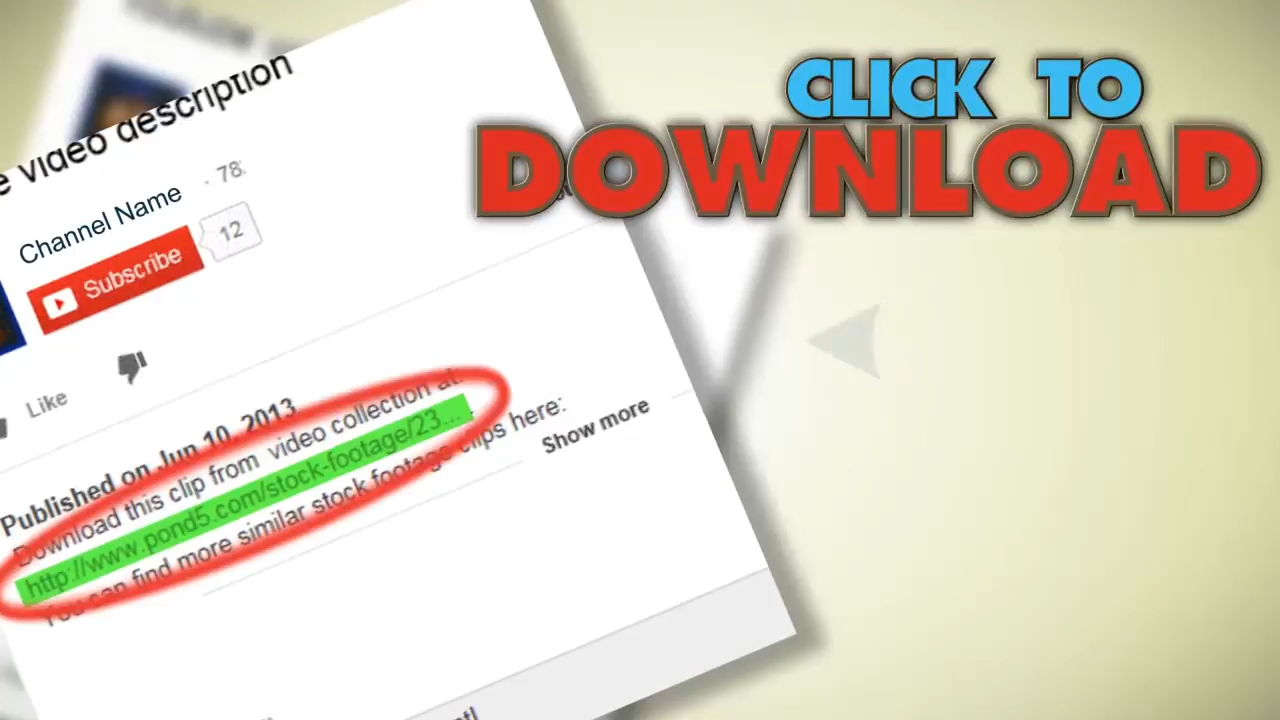 CLICK TO
DOWNLOAD
video description
Channel Name
Subscribe
12
Like
Published on Jun 10, 2013
Download this clip from video collection at
http://www.pond5.com/stock-footage/23...
You can find more similar stock footage clips here:
Show more